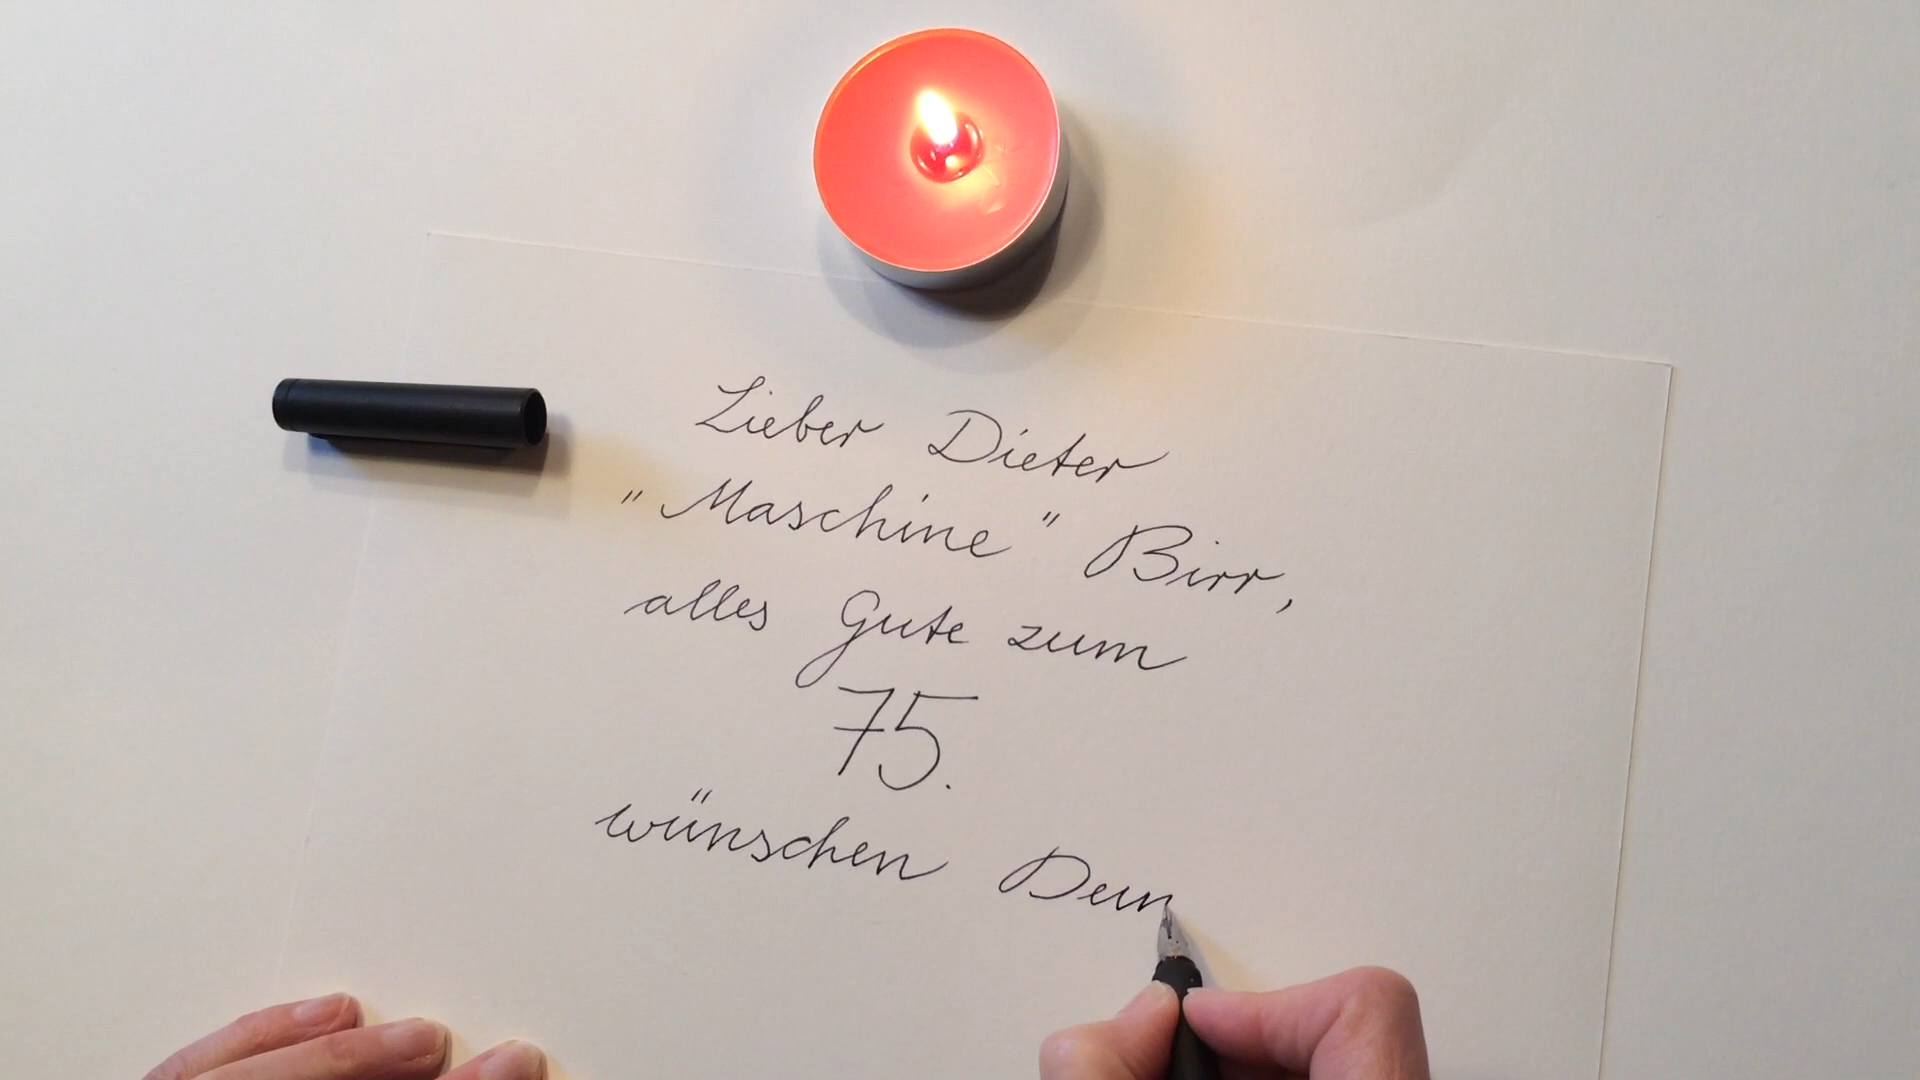 Lieber Dieter
"Maschine" Birr,
alles Gute zum
75.
wünschen Dein